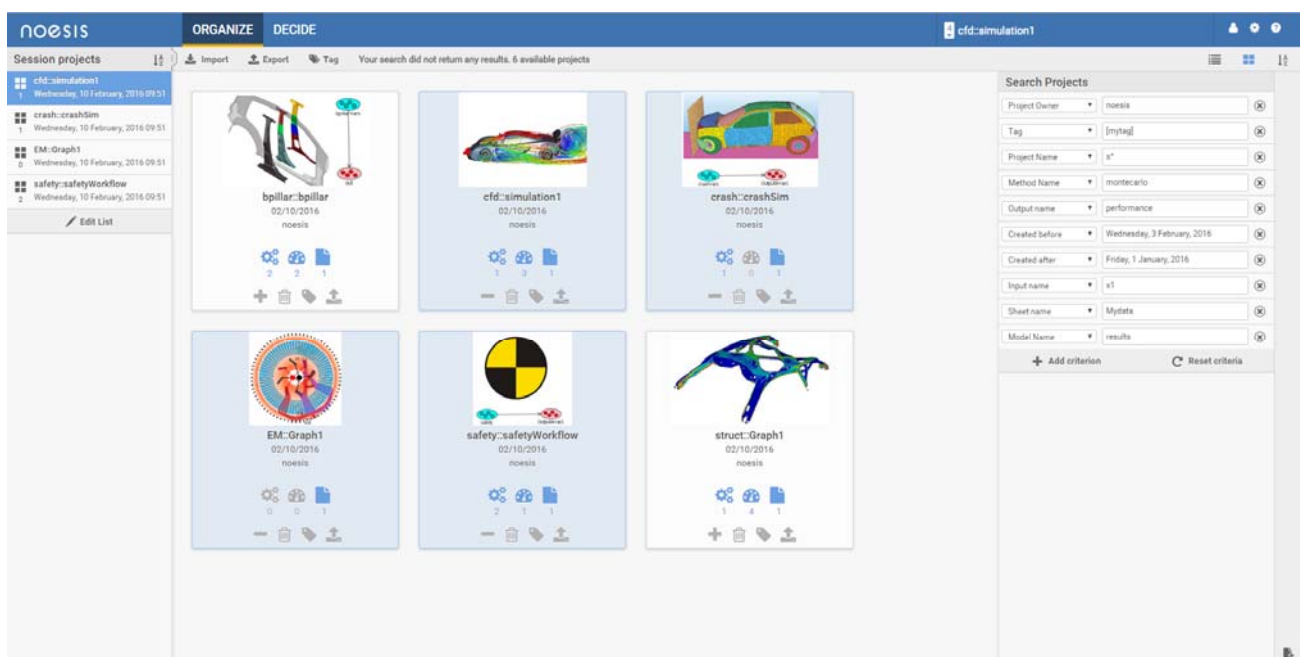 noesis
ORGANIZE DECIDE
4 cfd::simulation1
Session projects
Import Export Tag Your search did not return any results. 6 available projects
cfd::simulation1
1 Wednesday, 10 February, 2016 09:51
crash::crashSim
1 Wednesday, 10 February, 2016 09:51
EM::Graph1
0 Wednesday, 10 February, 2016 09:51
safety::safetyWorkflow
2 Wednesday, 10 February, 2016 09:51
Edit List
bpillar::bpillar
02/10/2016
noesis
2 2 1
cfd::simulation1
02/10/2016
noesis
1 3 1
crash::crashSim
02/10/2016
noesis
1 0 1
EM::Graph1
02/10/2016
noesis
0 0 1
safety
safety::safetyWorkflow
02/10/2016
noesis
2 1 1
struct::Graph1
02/10/2016
noesis
1 4 1
Search Projects
Project Owner noesis
Tag [mytag]
Project Name s*
Method Name montecarlo
Output name performance
Created before Wednesday, 3 February, 2016
Created after Friday, 1 January, 2016
Input name x1
Sheet name Mydata
Model Name results
Add criterion Reset criteria